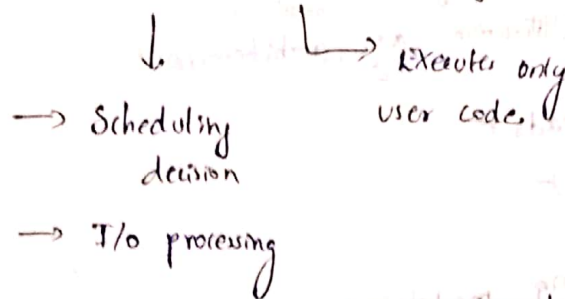 → Executes only
user code.
→ Scheduling
decision
→ I/o processing